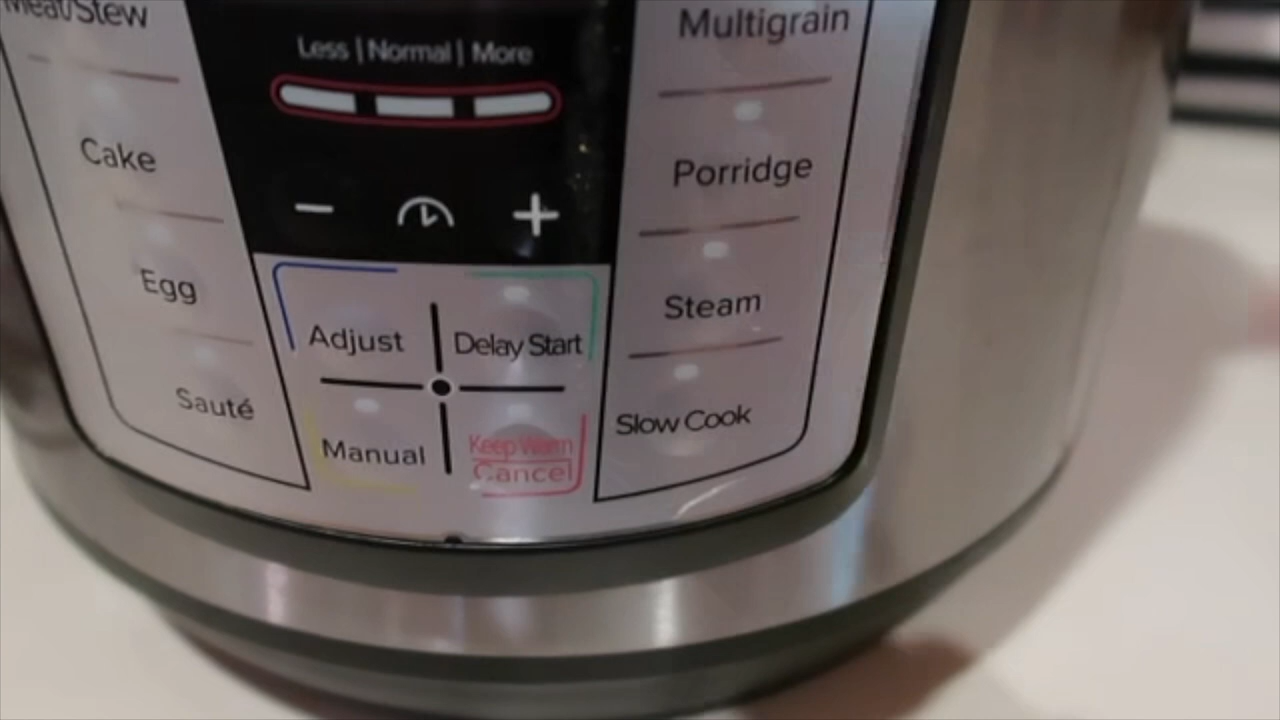 Meat/Stew
Cake
Egg
Sauté
Less | Normal | More
− +
Adjust
Delay Start
Manual
Keep Warm
Cancel
Multigrain
Porridge
Steam
Slow Cook